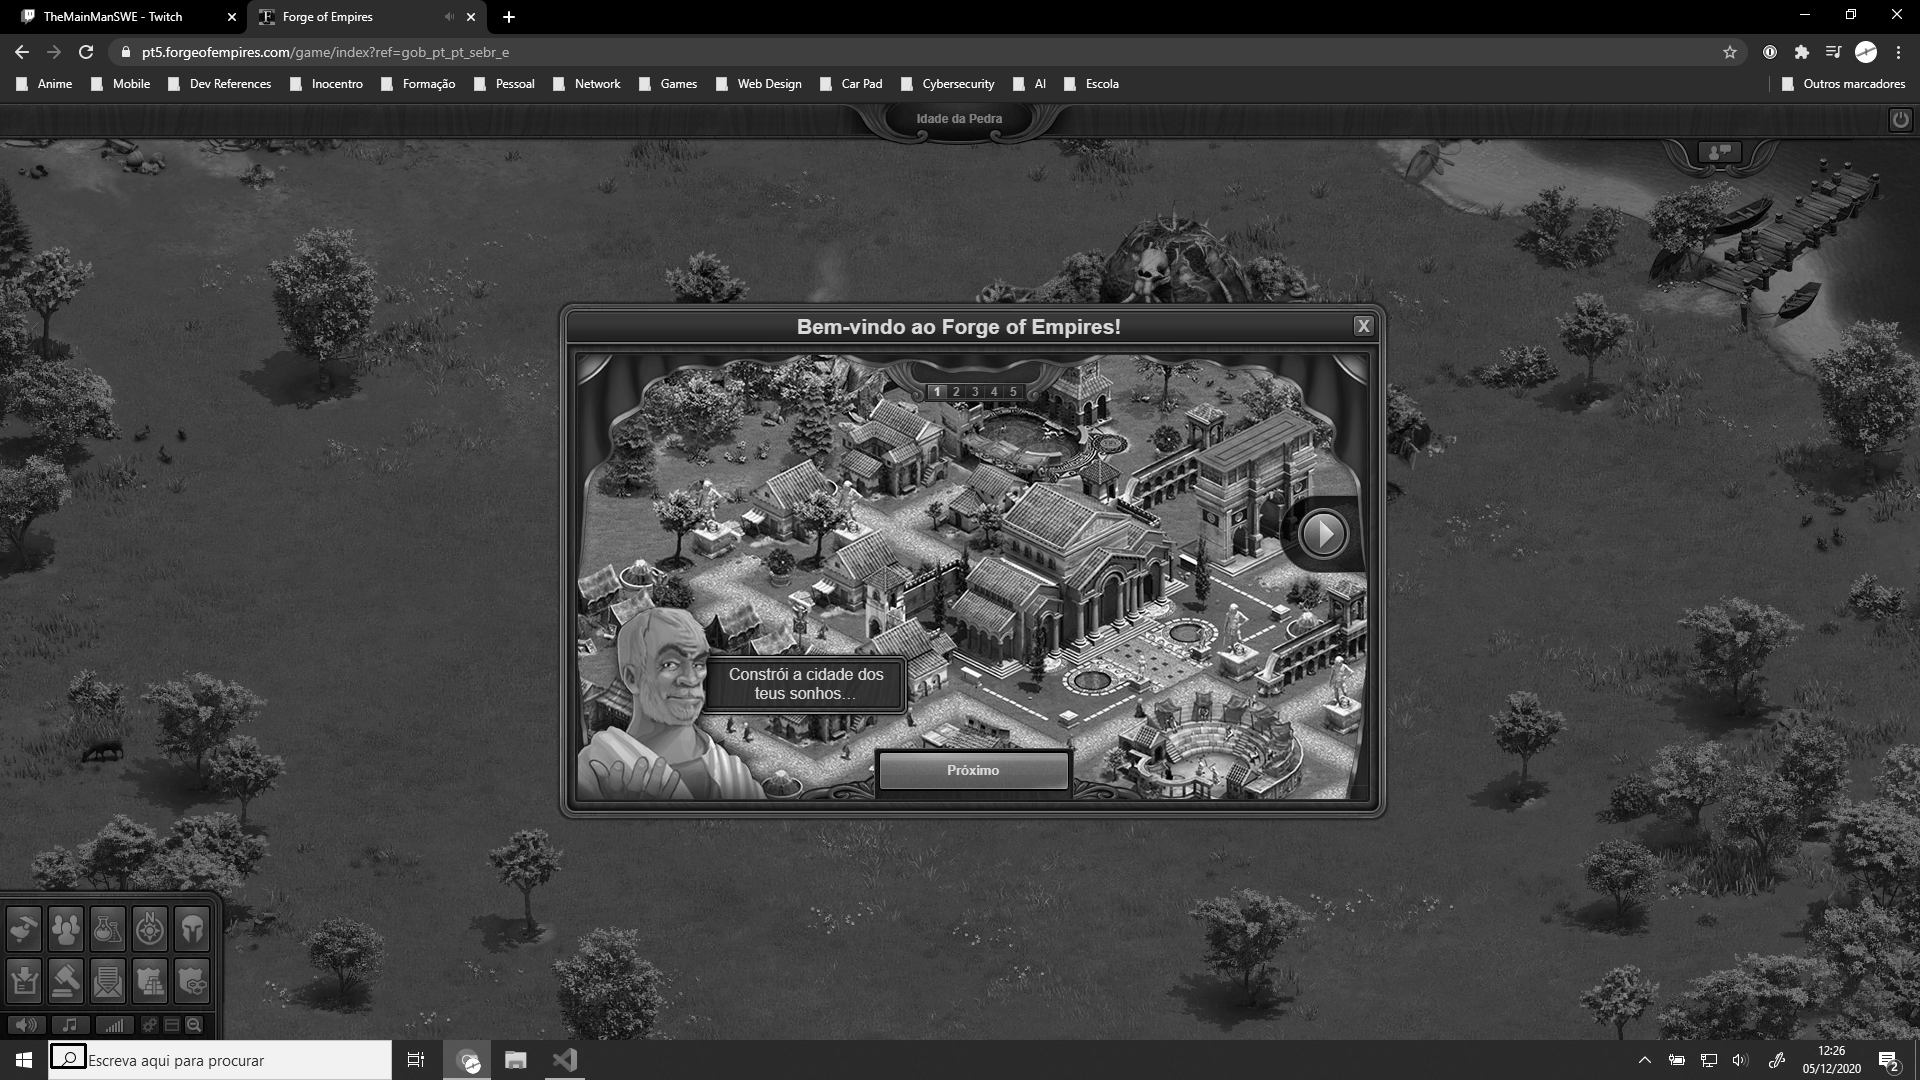 TheMainManSWE - Twitch
Forge of Empires
pt5.forgeofempires.com/game/index?ref=gob_pt_pt_sebr_e
Anime
Mobile
Dev References
Inocentro
Formação
Pessoal
Network
Games
Web Design
Car Pad
Cybersecurity
AI
Escola
Outros marcadores
Idade da Pedra
Bem-vindo ao Forge of Empires!
X
1 2 3 4 5
Constrói a cidade dos
teus sonhos...
Próximo
N
Escreva aqui para procurar
12:26
05/12/2020
2